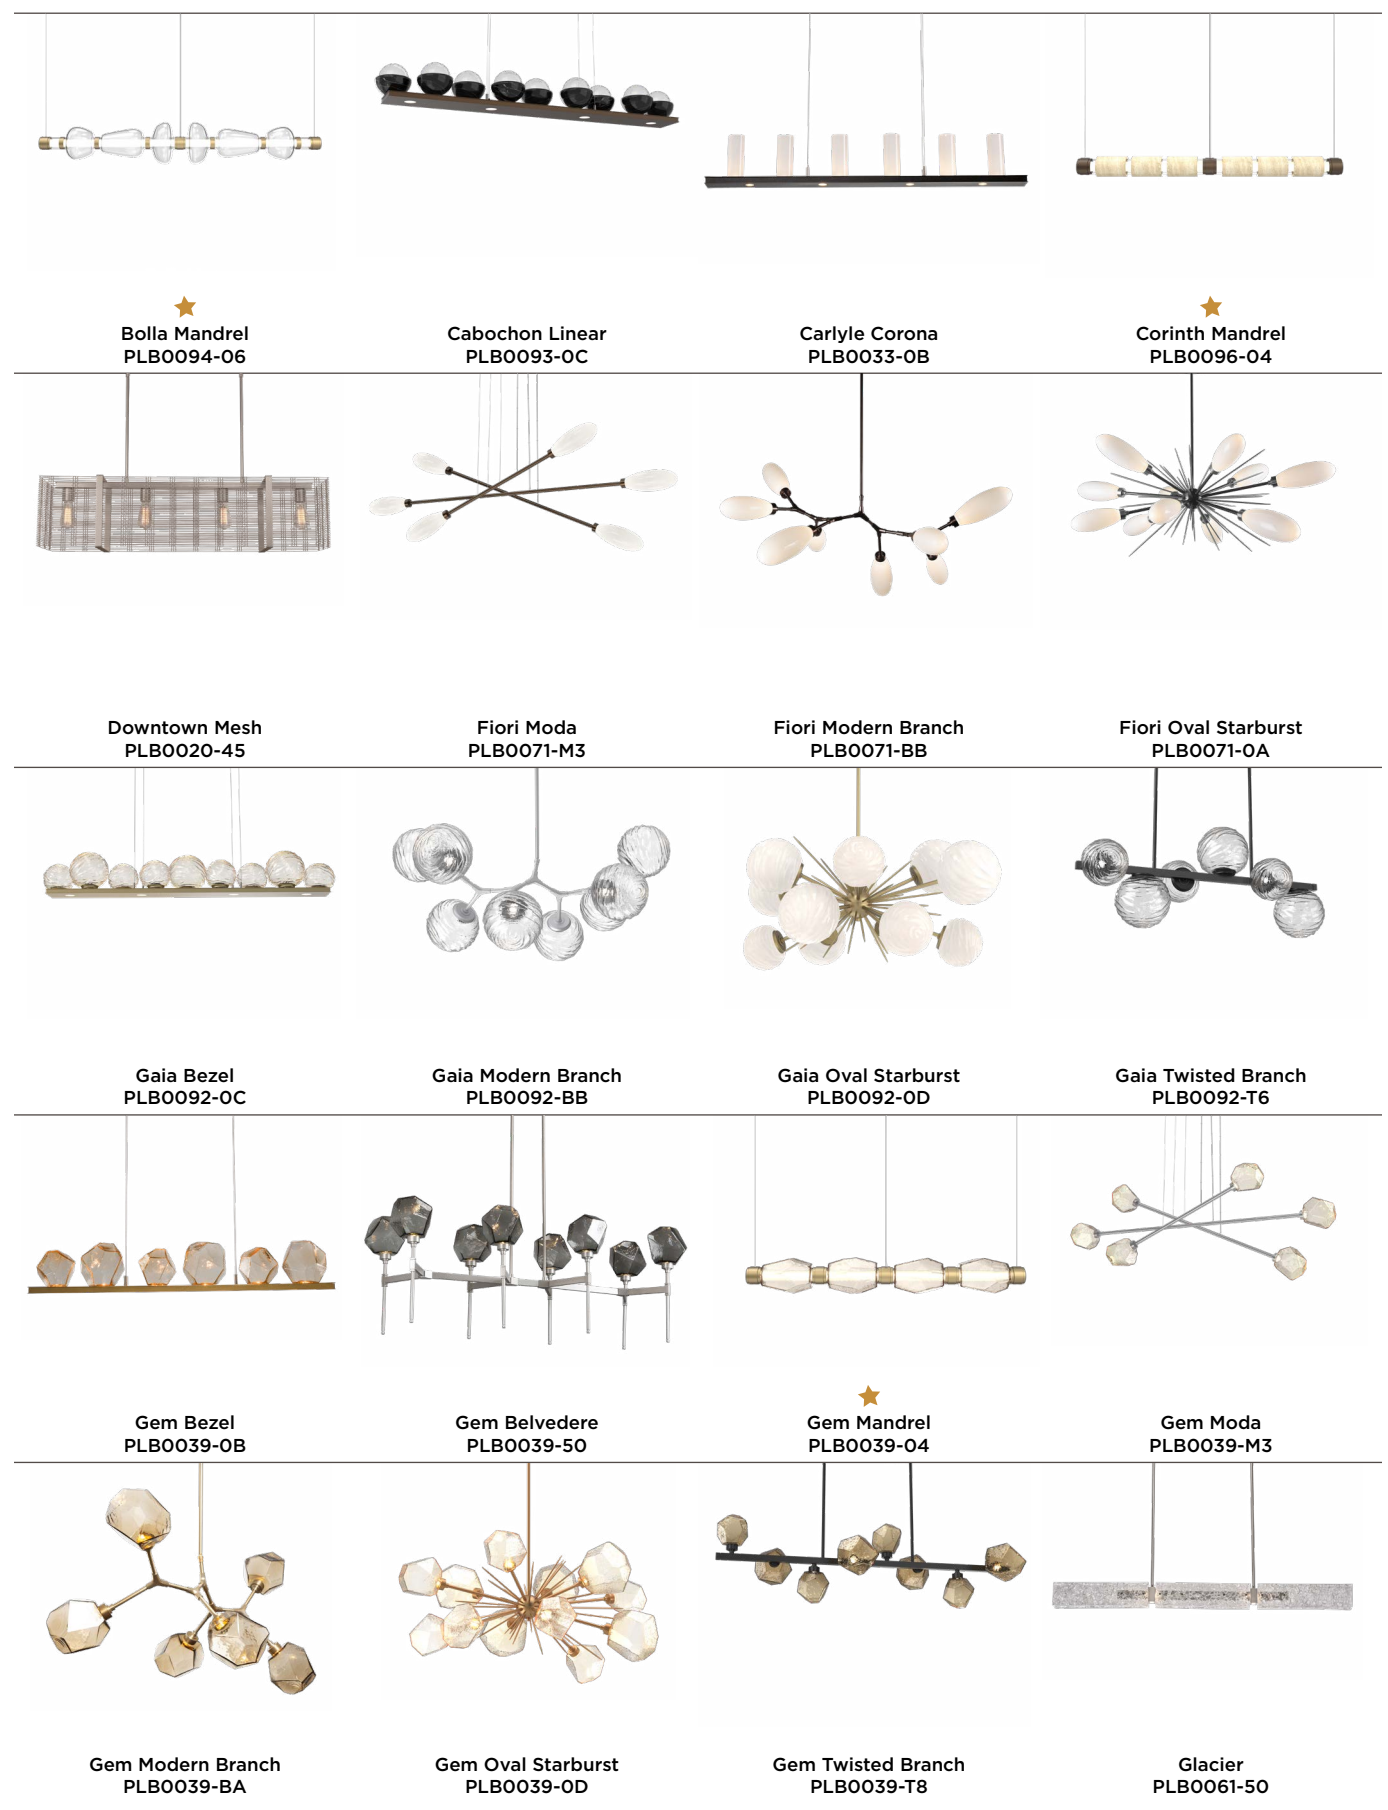 Bolla Mandrel
PLB0094-06
Cabochon Linear
PLB0093-0C
Carlyle Corona
PLB0033-0B
Corinth Mandrel
PLB0096-04
Downtown Mesh
PLB0020-45
Fiori Moda
PLB0071-M3
Fiori Modern Branch
PLB0071-BB
Fiori Oval Starburst
PLB0071-0A
Gaia Bezel
PLB0092-0C
Gaia Modern Branch
PLB0092-BB
Gaia Oval Starburst
PLB0092-0D
Gaia Twisted Branch
PLB0092-T6
Gem Bezel
PLB0039-0B
Gem Belvedere
PLB0039-50
Gem Mandrel
PLB0039-04
Gem Moda
PLB0039-M3
Gem Modern Branch
PLB0039-BA
Gem Oval Starburst
PLB0039-0D
Gem Twisted Branch
PLB0039-T8
Glacier
PLB0061-50